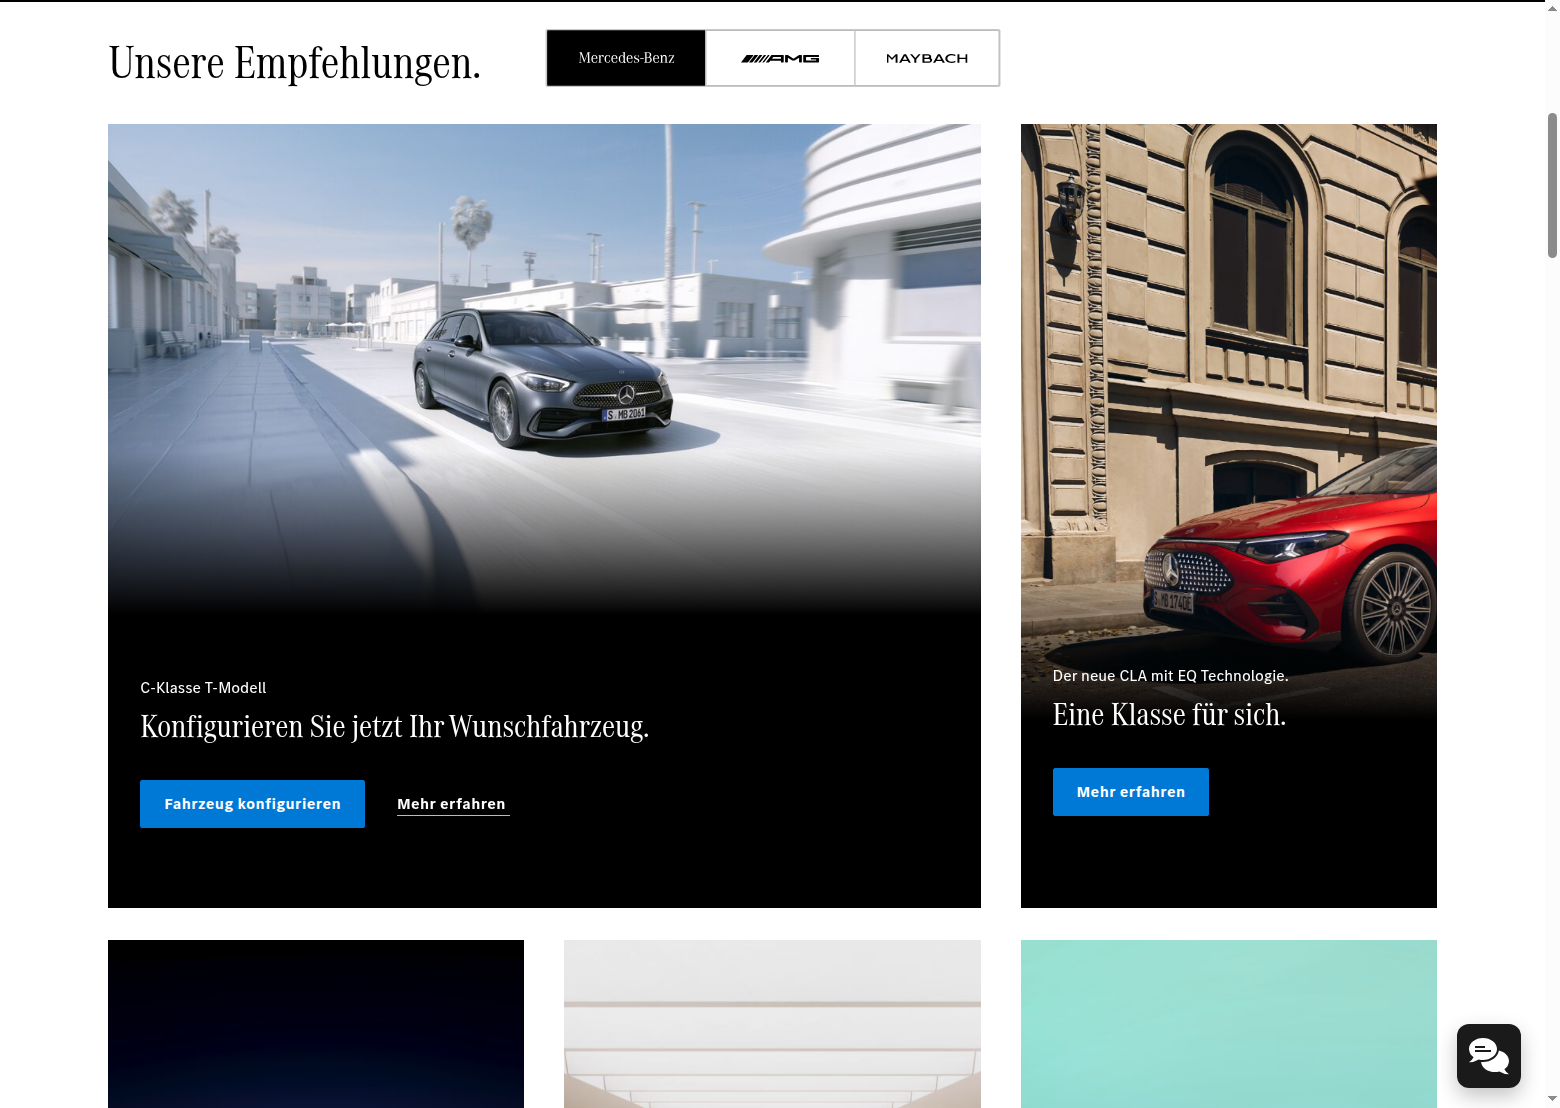 Unsere Empfehlungen.
Mercedes-Benz
AMG
MAYBACH
S MB 2061
S MB 1740E
C-Klasse T-Modell
Konfigurieren Sie jetzt Ihr Wunschfahrzeug.
Fahrzeug konfigurieren
Mehr erfahren
Der neue CLA mit EQ Technologie.
Eine Klasse für sich.
Mehr erfahren